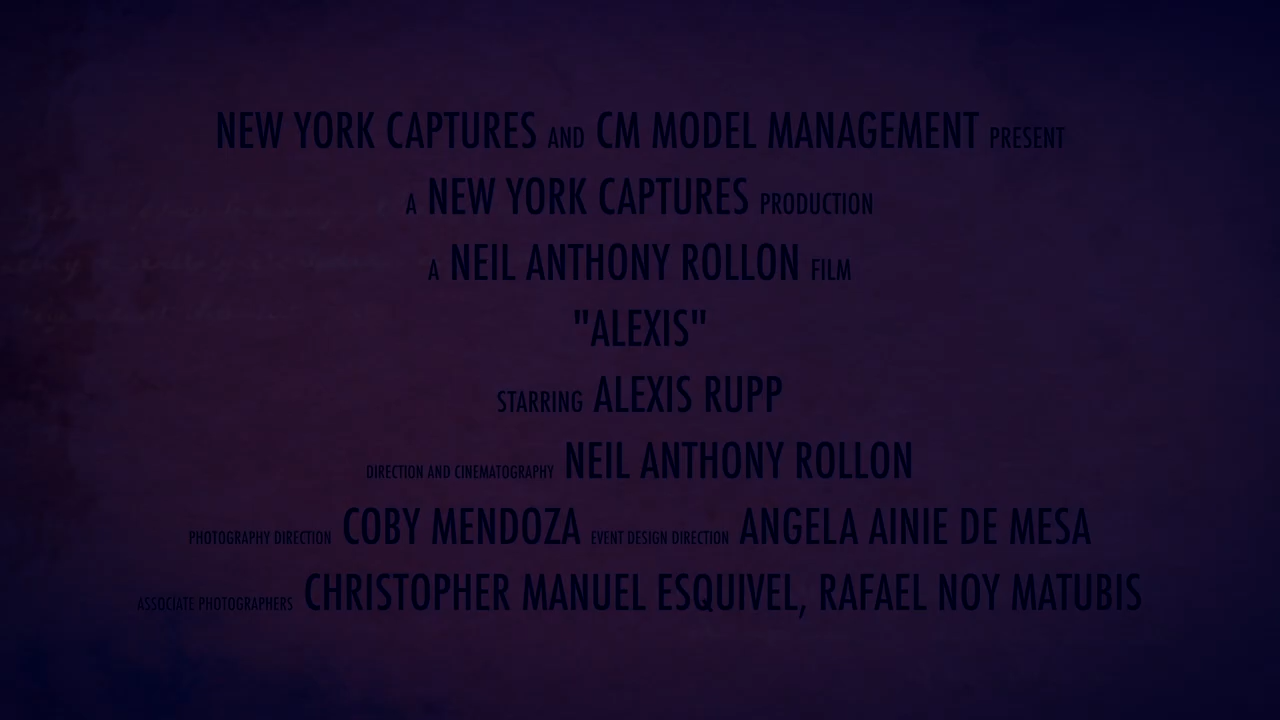 NEW YORK CAPTURES AND CM MODEL MANAGEMENT PRESENT
A NEW YORK CAPTURES PRODUCTION
A NEIL ANTHONY ROLLON FILM
"ALEXIS"
STARRING ALEXIS RUPP
DIRECTION AND CINEMATOGRAPHY NEIL ANTHONY ROLLON
PHOTOGRAPHY DIRECTION COBY MENDOZA EVENT DESIGN DIRECTION ANGELA AINIE DE MESA
ASSOCIATE PHOTOGRAPHERS CHRISTOPHER MANUEL ESQUIVEL, RAFAEL NOY MATUBIS